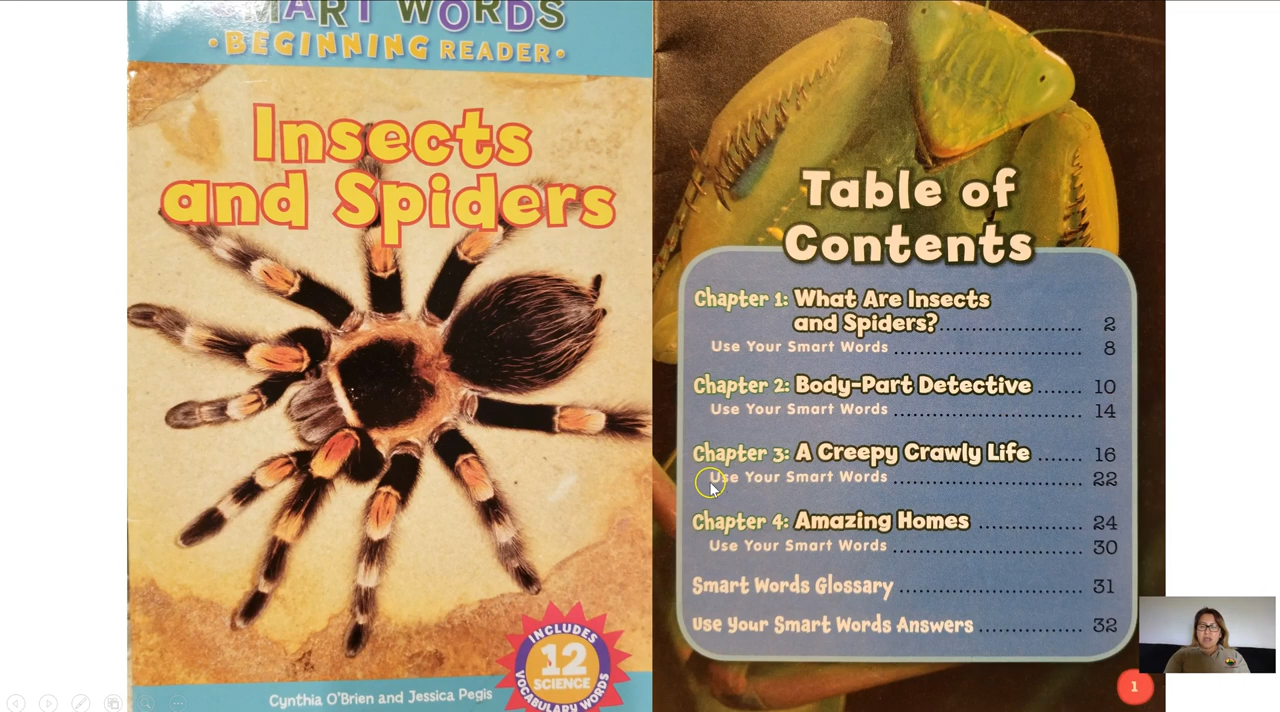 SMART WORDS
•BEGINNING READER•
Insects
and Spiders
INCLUDES
12
SCIENCE
VOCABULARY WORDS
Cynthia O'Brien and Jessica Pegis
Table of
Contents
Chapter 1: What Are Insects
and Spiders? ........................ 2
Use Your Smart Words ................................ 8
Chapter 2: Body-Part Detective ...... 10
Use Your Smart Words ................................ 14
Chapter 3: A Creepy Crawly Life ...... 16
Use Your Smart Words ................................ 22
Chapter 4: Amazing Homes ............... 24
Use Your Smart Words ................................ 30
Smart Words Glossary ............................... 31
Use Your Smart Words Answers .................. 32
1